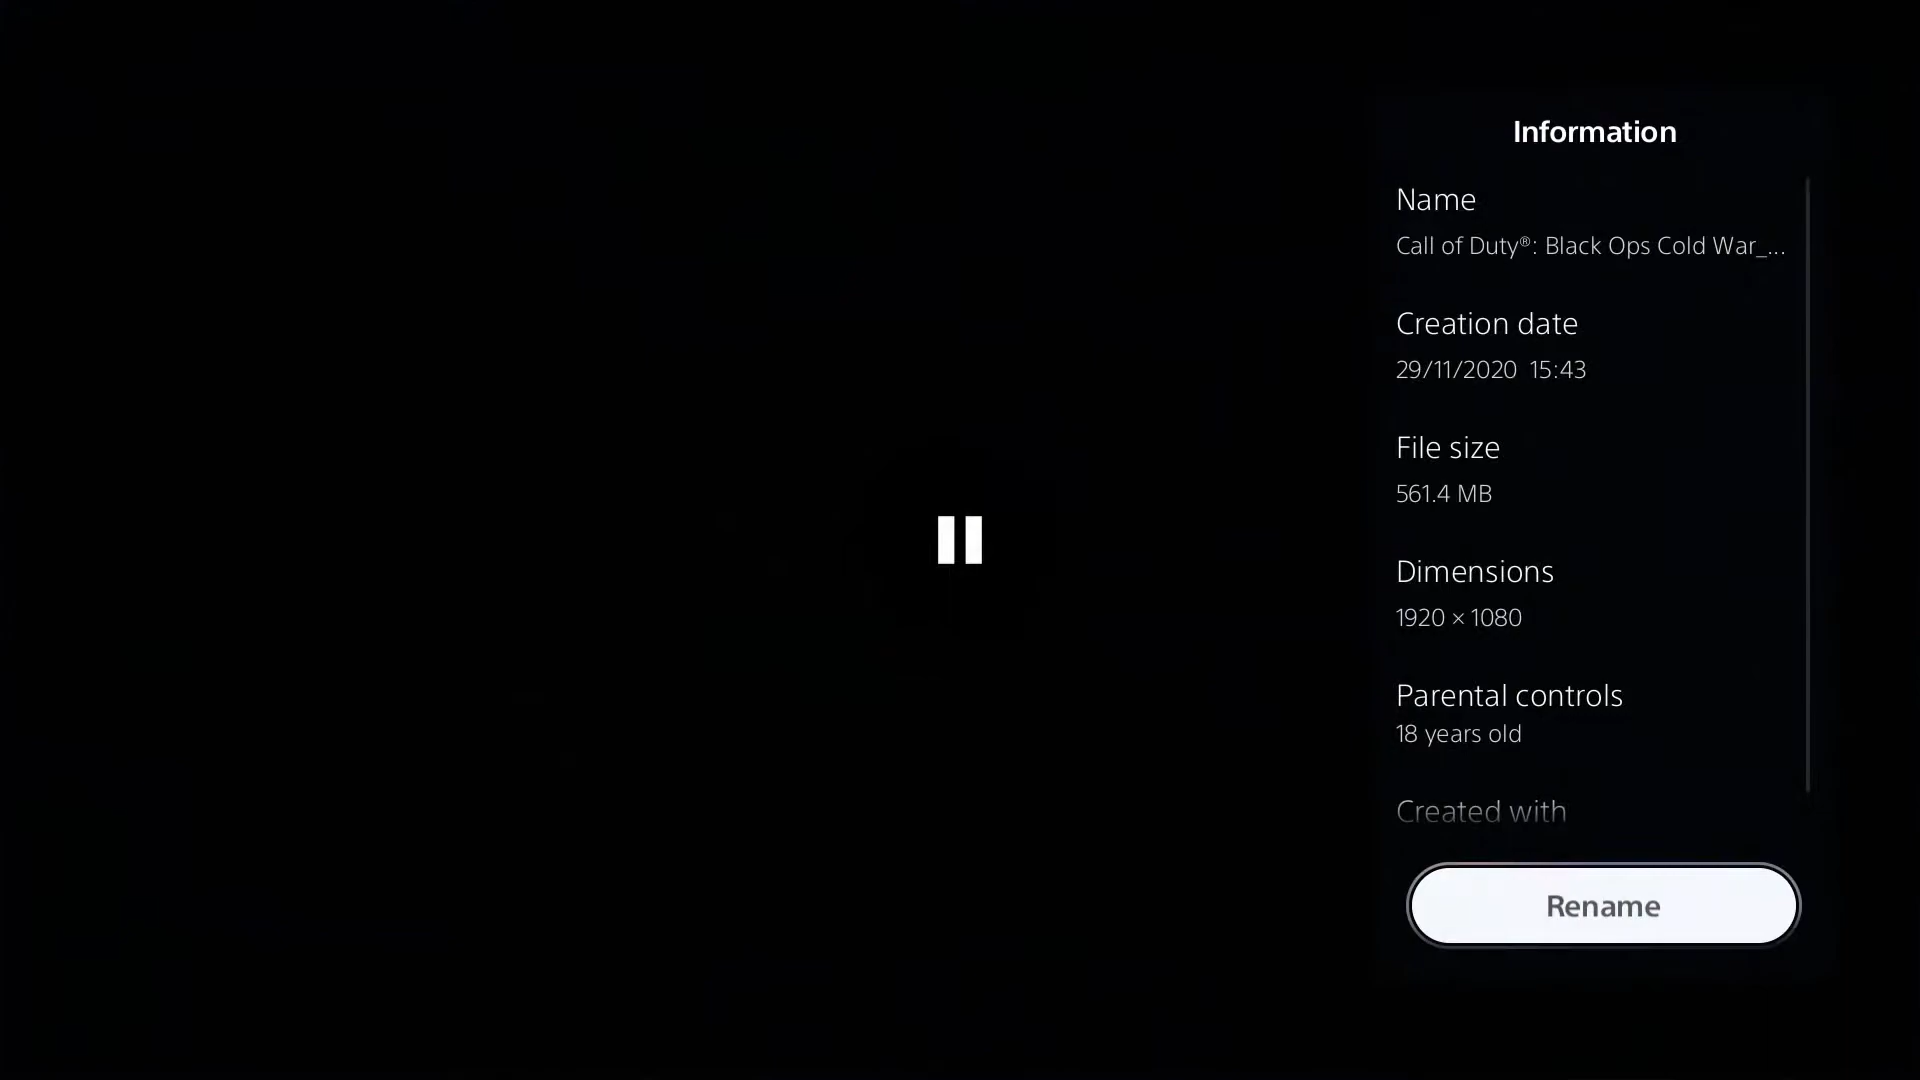 Information
Name
Call of Duty®: Black Ops Cold War_...
Creation date
29/11/2020 15:43
File size
561.4 MB
Dimensions
1920 × 1080
Parental controls
18 years old
Created with
Rename